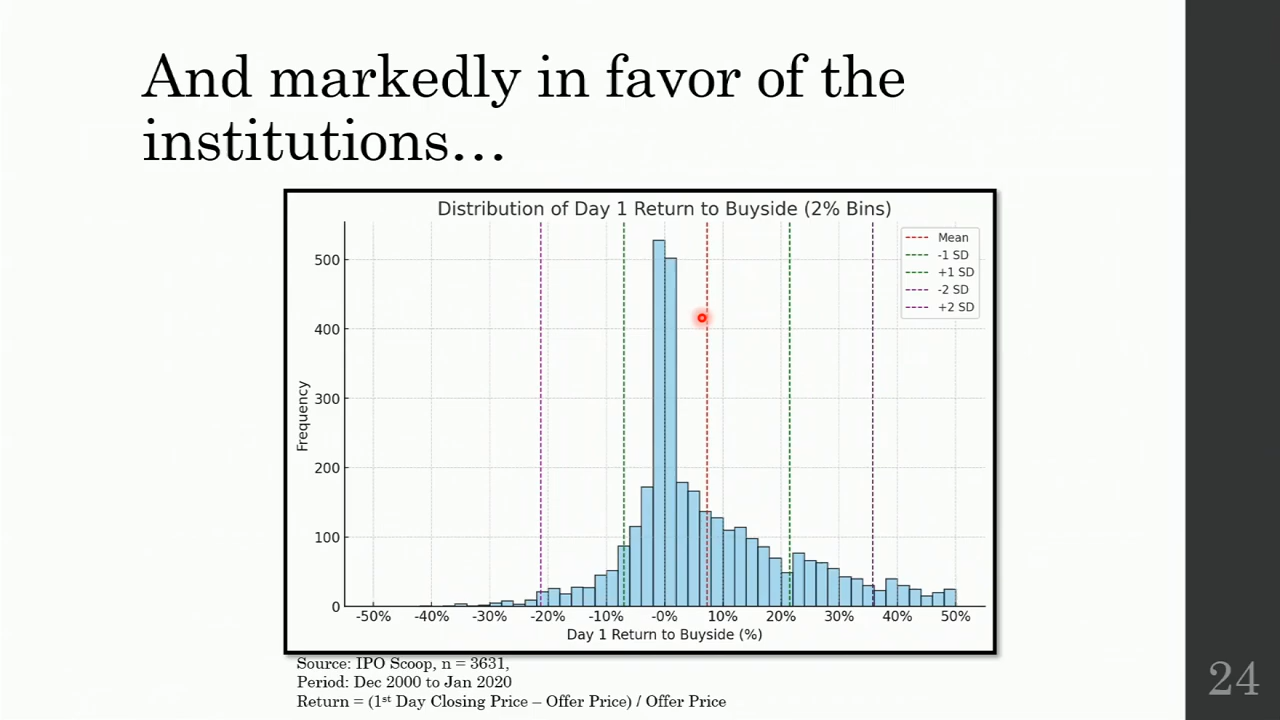 And markedly in favor of the
institutions…
Distribution of Day 1 Return to Buyside (2% Bins)
Mean
-1 SD
+1 SD
-2 SD
+2 SD
500
400
300
200
100
0
Frequency
-50%
-40%
-30%
-20%
-10%
-0%
10%
20%
30%
40%
50%
Day 1 Return to Buyside (%)
Source: IPO Scoop, n = 3631,
Period: Dec 2000 to Jan 2020
Return = (1st Day Closing Price – Offer Price) / Offer Price
24